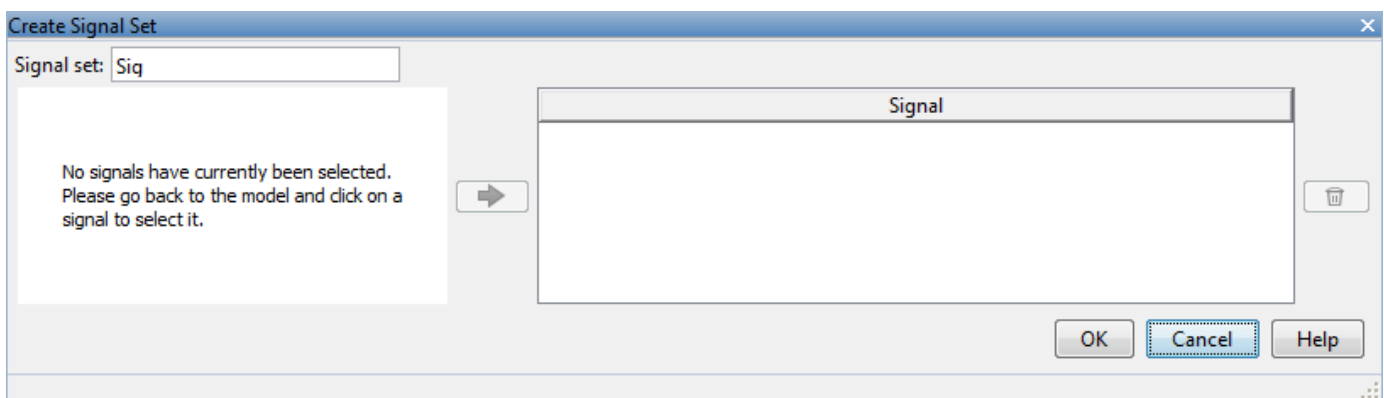 Create Signal Set
Signal set: Sig
Signal
No signals have currently been selected.
Please go back to the model and click on a
signal to select it.
OK Cancel Help